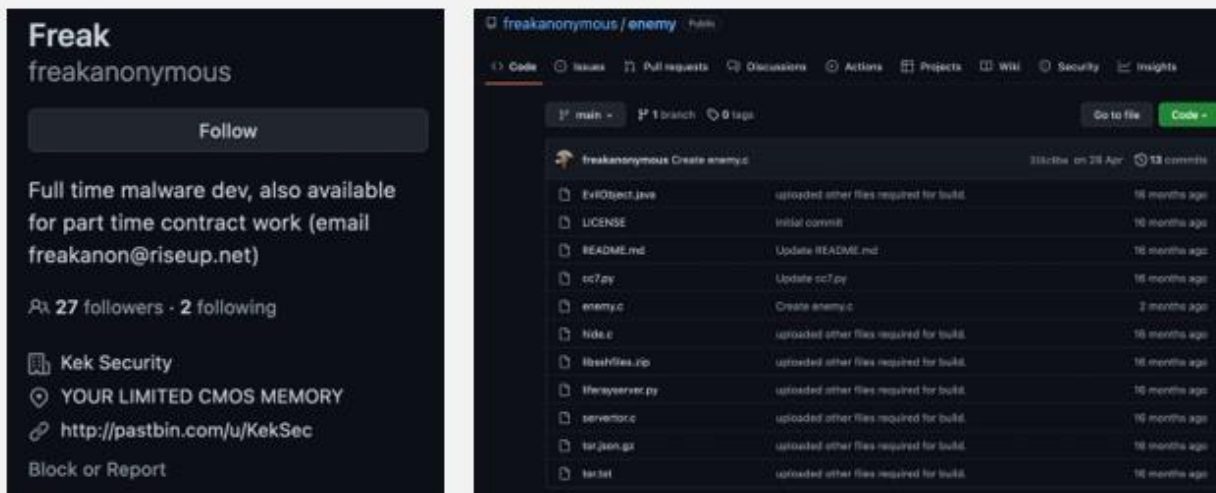 Freak
freakanonymous
Follow
Full time malware dev, also available
for part time contract work (email
freakanon@riseup.net)
27 followers · 2 following
Kek Security
YOUR LIMITED CMOS MEMORY
http://pastbin.com/u/KekSec
Block or Report
freakanonymous / enemy Public
Code Issues Pull requests Discussions Actions Projects Wiki Security Insights
main 1 branch 0 tags Go to file Code
freakanonymous Create enemy.c on 28 Apr 13 commits
EvilObject.java uploaded other files required for build. 16 months ago
LICENSE Initial commit 16 months ago
README.md Update README.md 16 months ago
cc7.py Update cc7.py 16 months ago
enemy.c Create enemy.c 2 months ago
hide.c uploaded other files required for build. 16 months ago
libsshfiles.zip uploaded other files required for build. 16 months ago
liferayserver.py uploaded other files required for build. 16 months ago
servertor.c uploaded other files required for build. 16 months ago
tor.json.gz uploaded other files required for build. 16 months ago
tor.txt uploaded other files required for build. 16 months ago